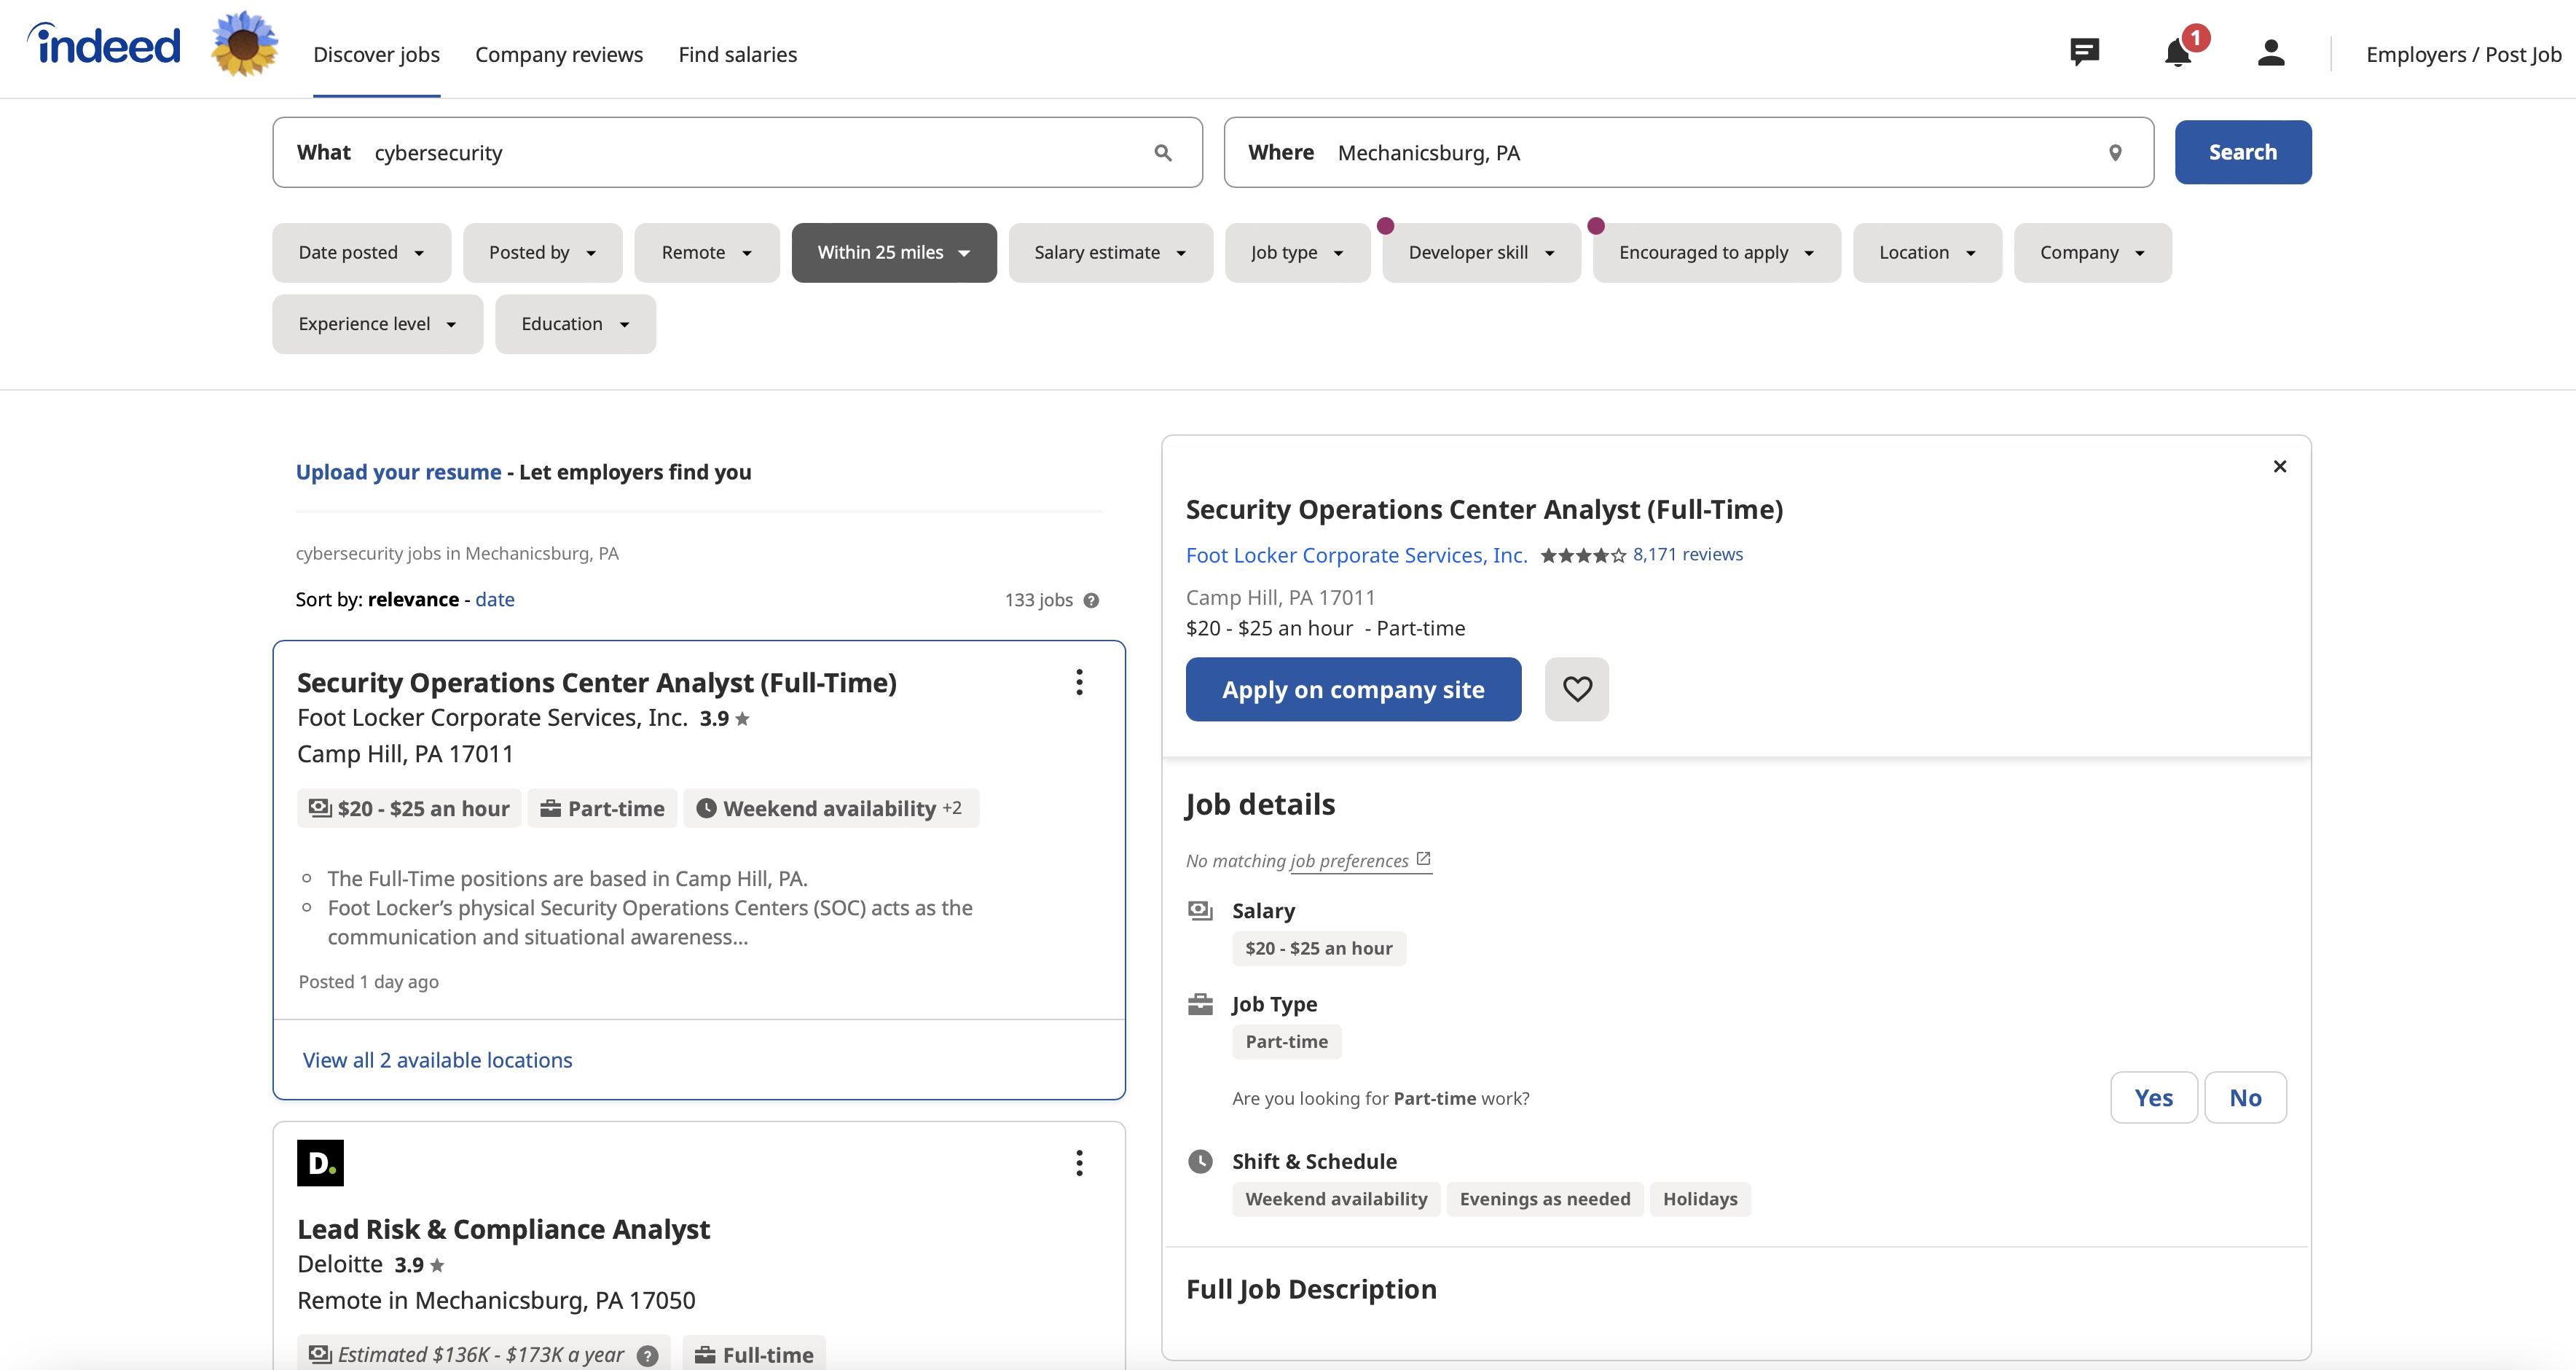 indeed
Discover jobs
Company reviews
Find salaries
1
Employers / Post Job
What cybersecurity
Where Mechanicsburg, PA
Search
Date posted
Posted by
Remote
Within 25 miles
Salary estimate
Job type
Developer skill
Encouraged to apply
Location
Company
Experience level
Education
Upload your resume - Let employers find you
cybersecurity jobs in Mechanicsburg, PA
Sort by: relevance - date
133 jobs ?
Security Operations Center Analyst (Full-Time)
Foot Locker Corporate Services, Inc. 3.9
Camp Hill, PA 17011
$20 - $25 an hour
Part-time
Weekend availability +2
The Full-Time positions are based in Camp Hill, PA.
Foot Locker’s physical Security Operations Centers (SOC) acts as the
communication and situational awareness...
Posted 1 day ago
View all 2 available locations
D.
Lead Risk & Compliance Analyst
Deloitte 3.9
Remote in Mechanicsburg, PA 17050
Estimated $136K - $173K a year ?
Full-time
Security Operations Center Analyst (Full-Time)
Foot Locker Corporate Services, Inc. 8,171 reviews
Camp Hill, PA 17011
$20 - $25 an hour - Part-time
Apply on company site
Job details
No matching job preferences
Salary
$20 - $25 an hour
Job Type
Part-time
Are you looking for Part-time work?
Yes
No
Shift & Schedule
Weekend availability
Evenings as needed
Holidays
Full Job Description